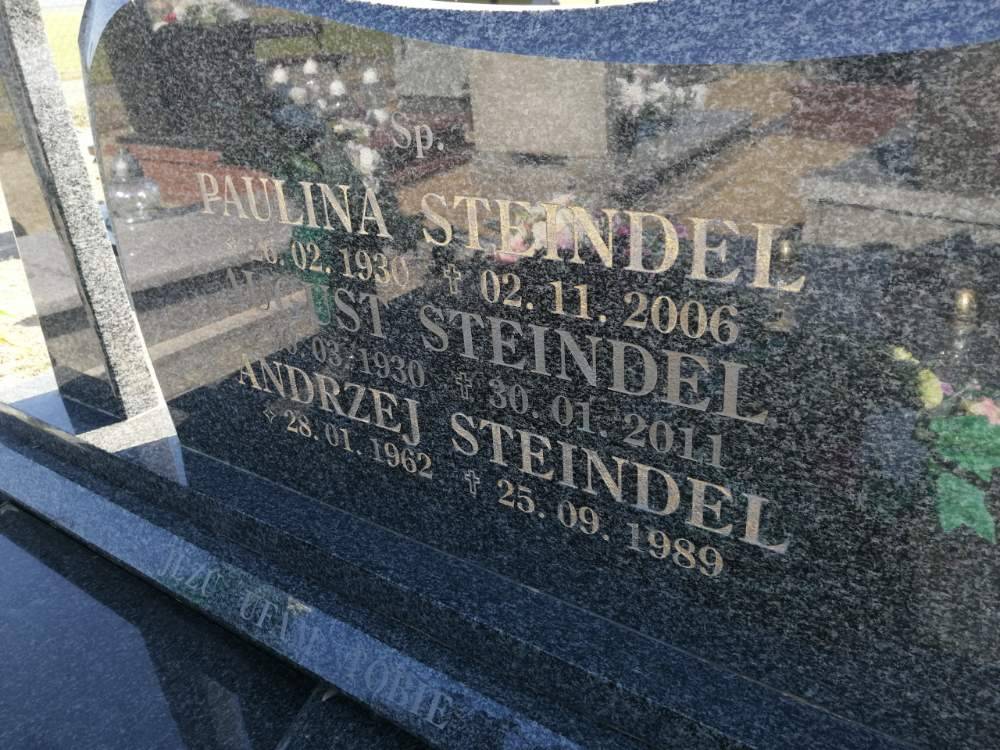 Sp.
PAULINA STEINDEL
02. 1930 ✝ 02. 11. 2006
AUGUST STEINDEL
03. 1930 ✝ 30. 01. 2011
ANDRZEJ STEINDEL
✧ 28. 01. 1962 ✝ 25. 09. 1989
JEZU UFAM TOBIE